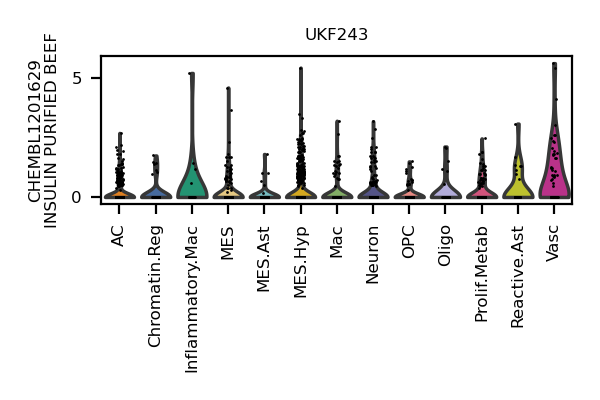 UKF243
CHEMBL1201629
INSULIN PURIFIED BEEF
5
0
AC
Chromatin.Reg
Inflammatory.Mac
MES
MES.Ast
MES.Hyp
Mac
Neuron
OPC
Oligo
Prolif.Metab
Reactive.Ast
Vasc